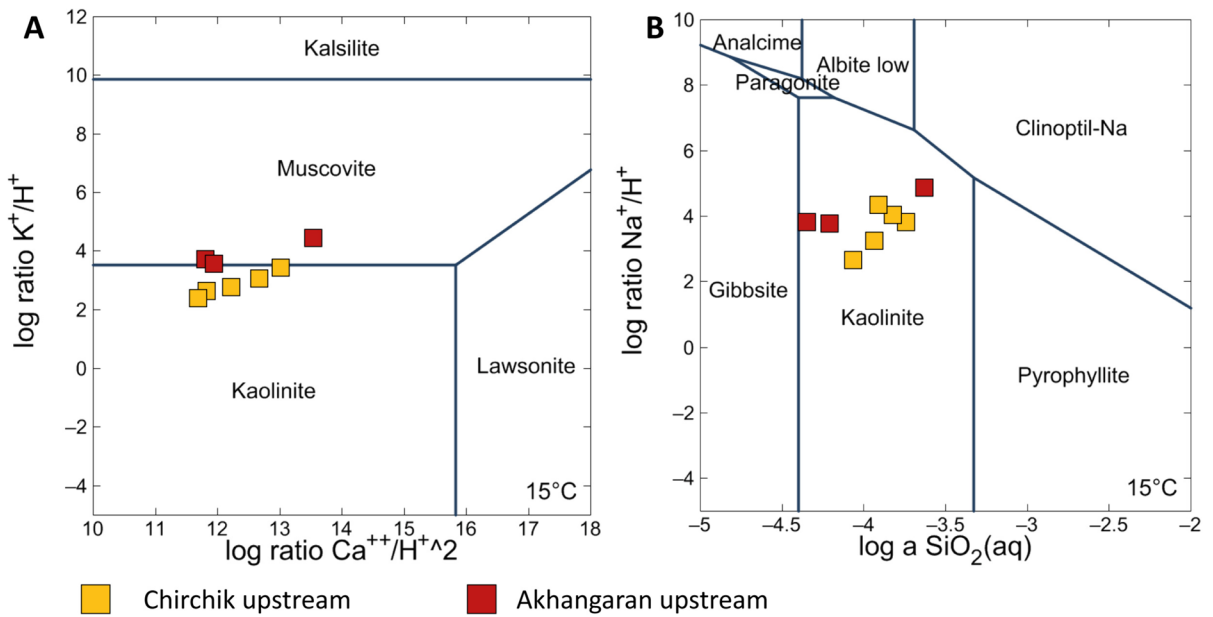 A
12
10
8
6
4
2
0
−2
−4
log ratio K+/H+
Kalsilite
Muscovite
Kaolinite
Lawsonite
15°C
10 11 12 13 14 15 16 17 18
log ratio Ca++/H+^2
B
10
8
6
4
2
0
−2
−4
log ratio Na+/H+
Analcime
Albite low
Paragonite
Clinoptil-Na
Gibbsite
Kaolinite
Pyrophyllite
15°C
−5 −4.5 −4 −3.5 −3 −2.5 −2
log a SiO2(aq)
Chirchik upstream
Akhangaran upstream